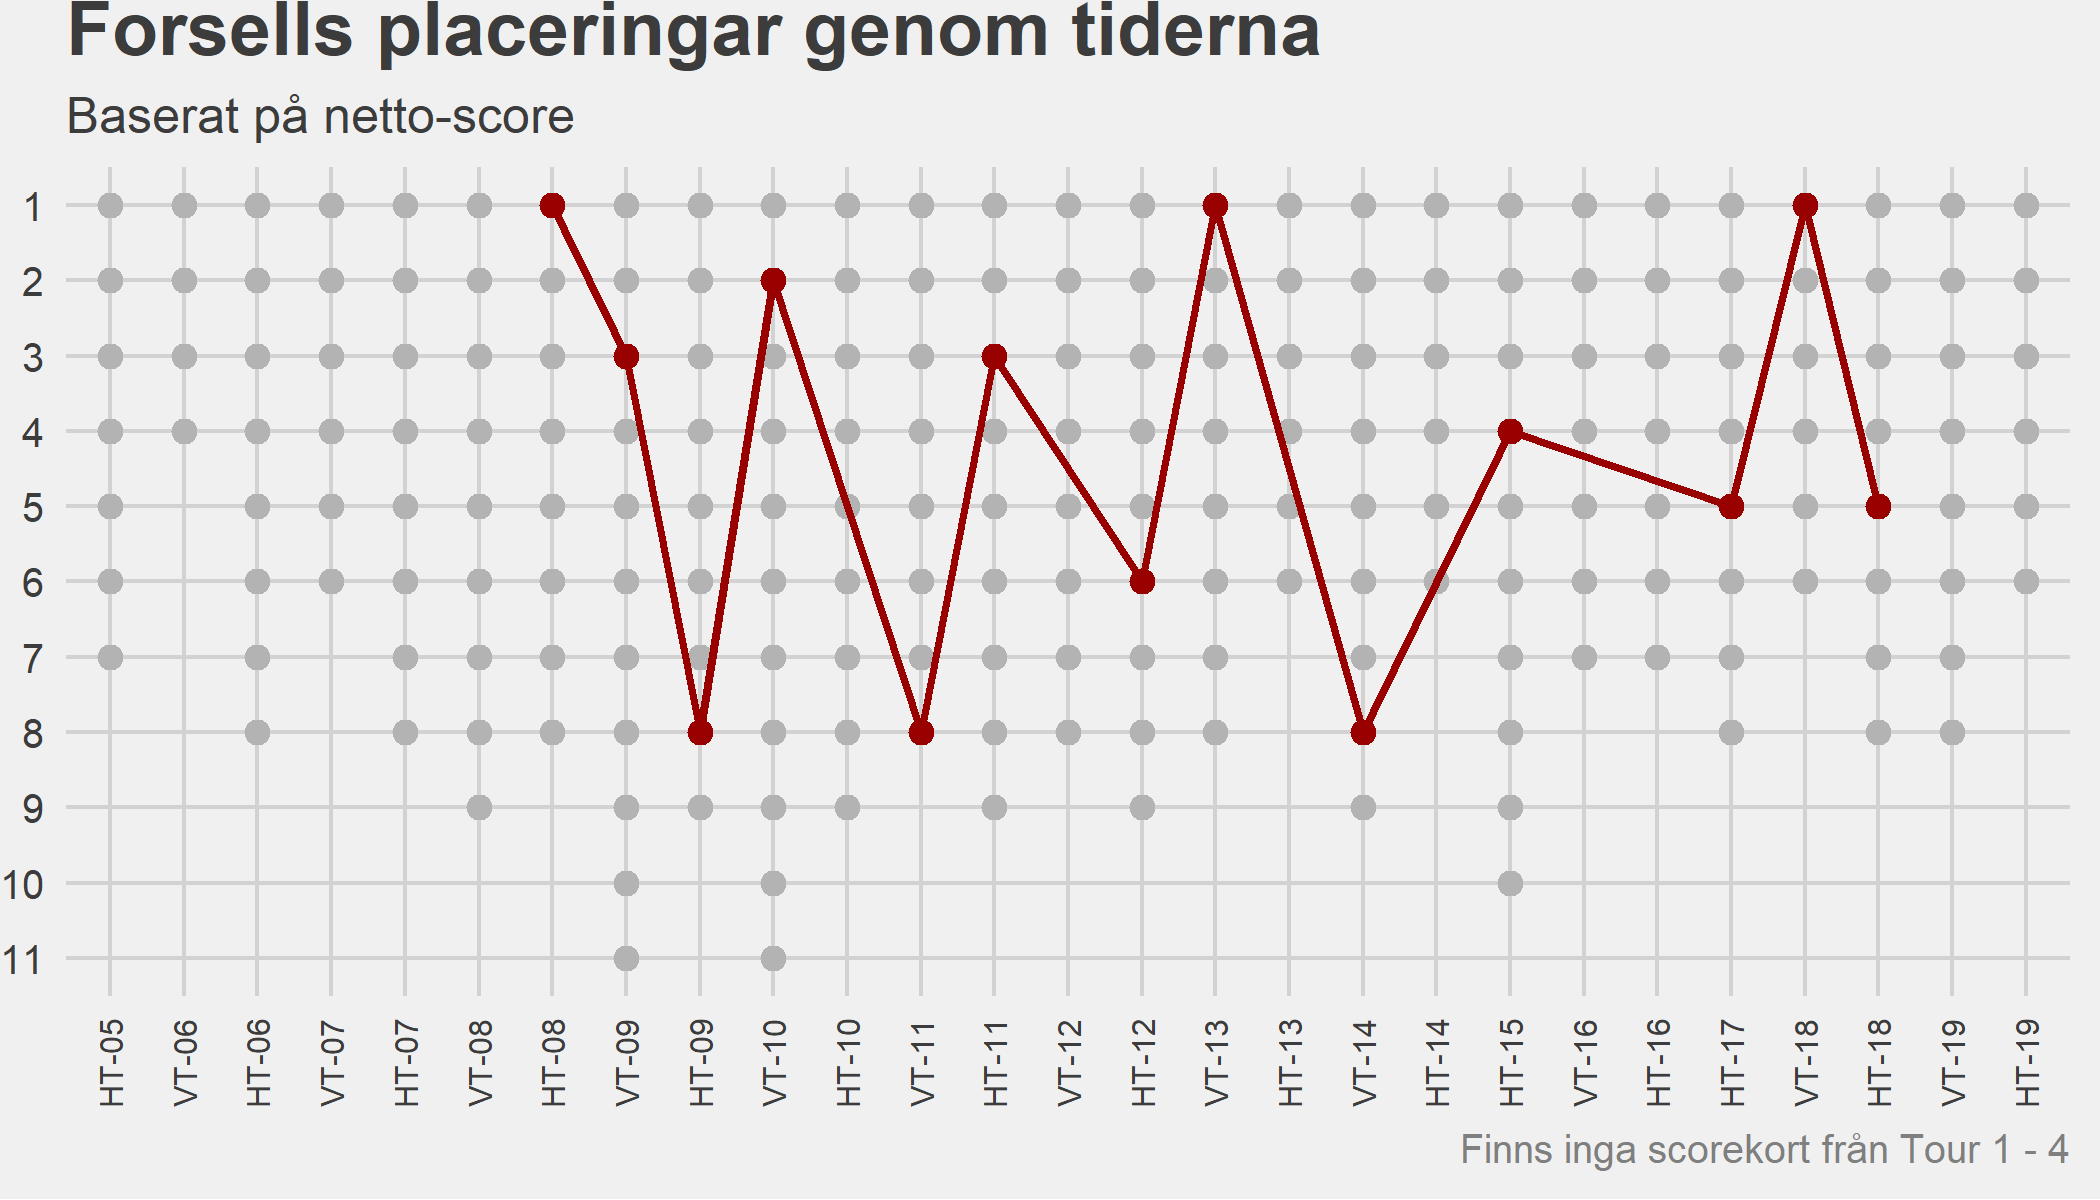 Forsells placeringar genom tiderna
Baserat på netto-score
1
2
3
4
5
6
7
8
9
10
11
HT-05
VT-06
HT-06
VT-07
HT-07
VT-08
HT-08
VT-09
HT-09
VT-10
HT-10
VT-11
HT-11
VT-12
HT-12
VT-13
HT-13
VT-14
HT-14
HT-15
VT-16
HT-16
HT-17
VT-18
HT-18
VT-19
HT-19
Finns inga scorekort från Tour 1 - 4